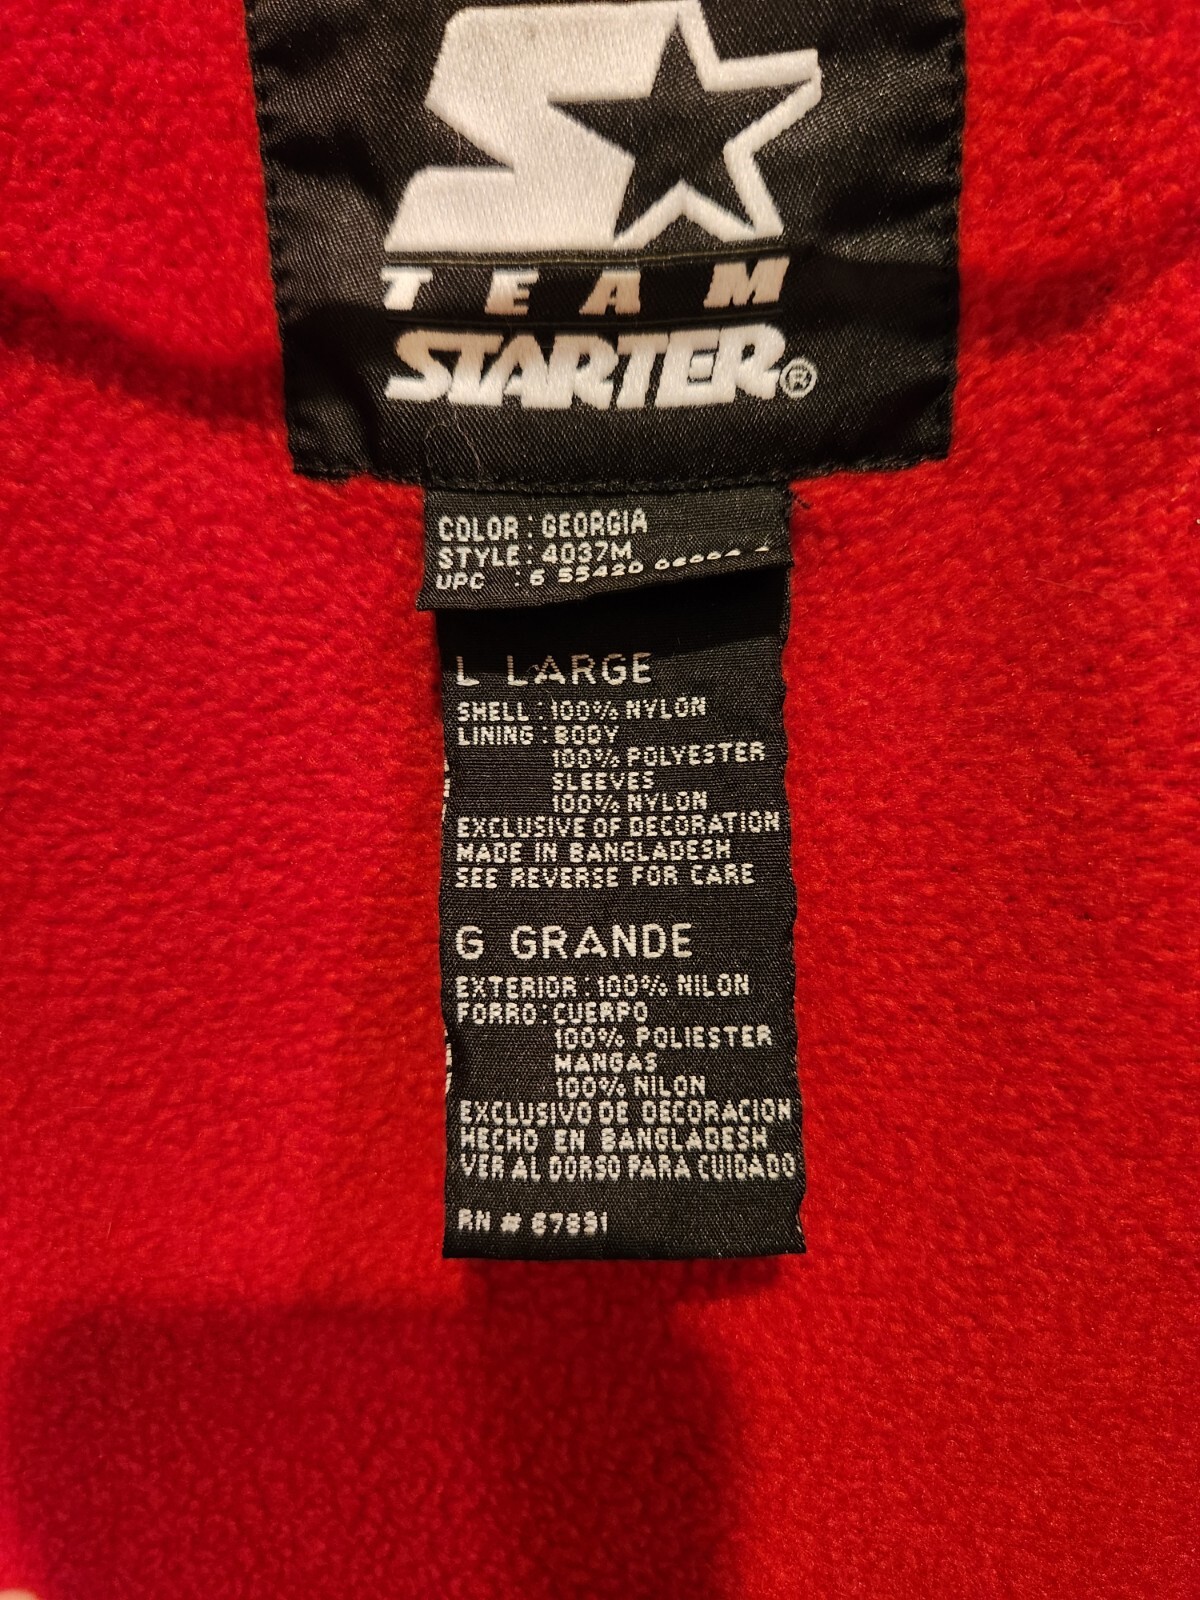 TEAM
STARTER®
COLOR : GEORGIA
STYLE : 4037M
UPC : 6 55420
L LARGE
SHELL : 100% NYLON
LINING : BODY
100% POLYESTER
SLEEVES
100% NYLON
EXCLUSIVE OF DECORATION
MADE IN BANGLADESH
SEE REVERSE FOR CARE
G GRANDE
EXTERIOR : 100% NILON
FORRO : CUERPO
100% POLIESTER
MANGAS
100% NILON
EXCLUSIVO DE DECORACION
HECHO EN BANGLADESH
VER AL DORSO PARA CUIDADO
RN # 67891